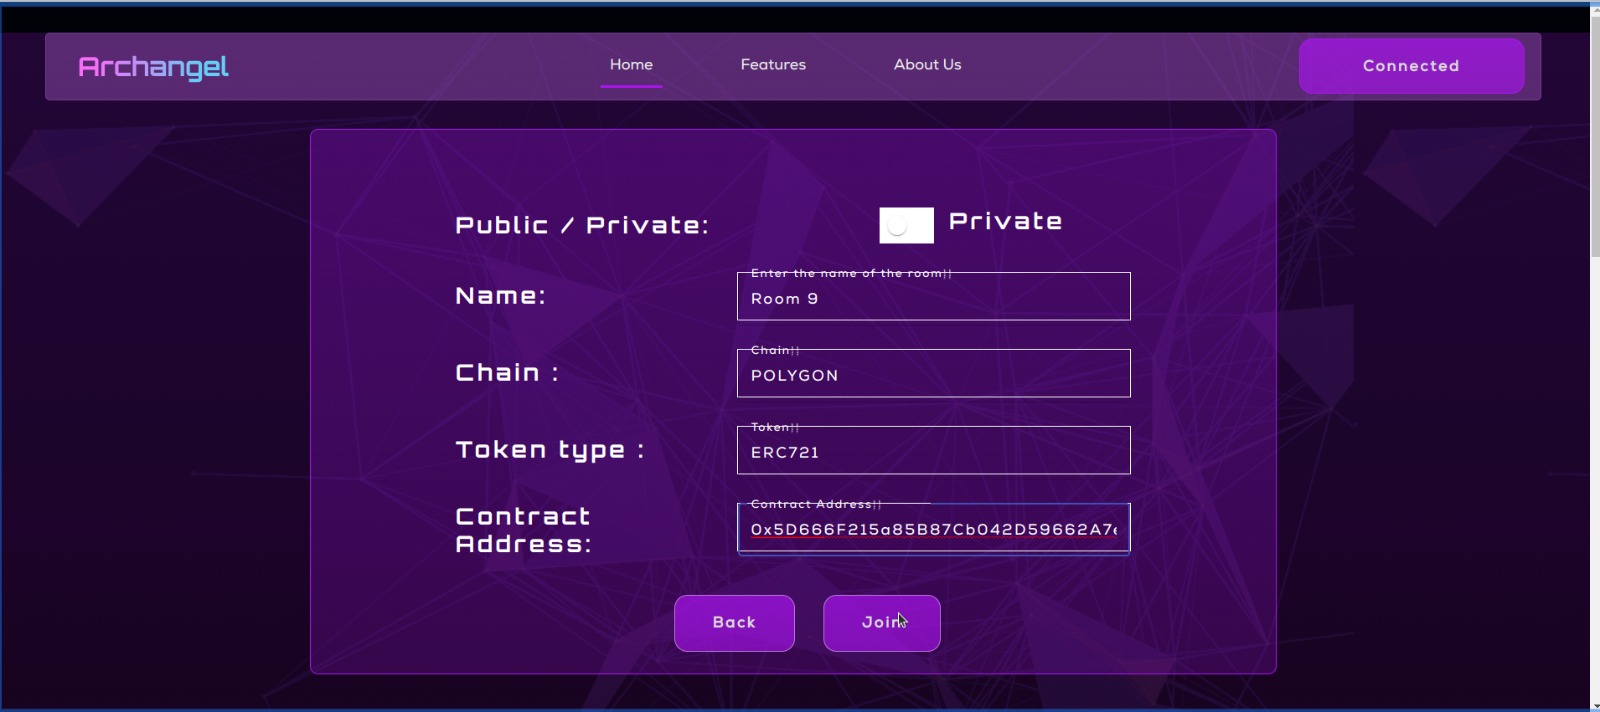 Archangel
Home
Features
About Us
Connected
Public / Private:
Private
Name:
Enter the name of the room||
Room 9
Chain :
Chain||
POLYGON
Token type :
Token||
ERC721
Contract
Address:
Contract Address||
0x5D666F215a85B87Cb042D59662A7
Back
Join